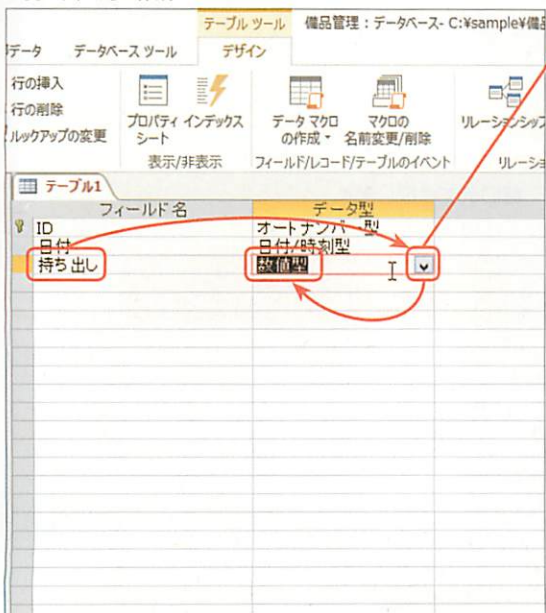 テーブル ツール 備品管理：データベース- C:¥sample¥備品
データ データベース ツール デザイン
行の挿入
行の削除
ルックアップの変更
プロパティ シート
インデックス
データ マクロ の作成
マクロの 名前変更/削除
リレーションシップ
表示/非表示
フィールド/レコード/テーブルのイベント
リレーショ
テーブル1
フィールド名 データ型
ID オートナンバー型
日付 日付/時刻型
持ち出し 数値型